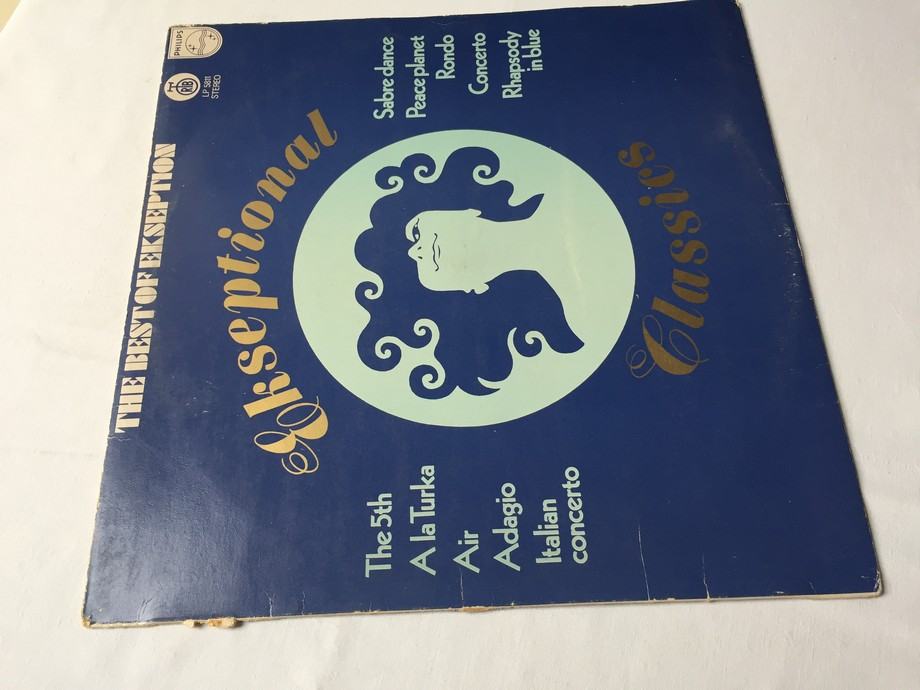 THE BEST OF EKSEPTION
PHILIPS
RTB
LP 5811
STEREO
Ekseptional
The 5th
A la Turka
Air
Adagio
Italian
concerto
Sabre dance
Peace planet
Rondo
Concerto
Rhapsody
in blue
Classics